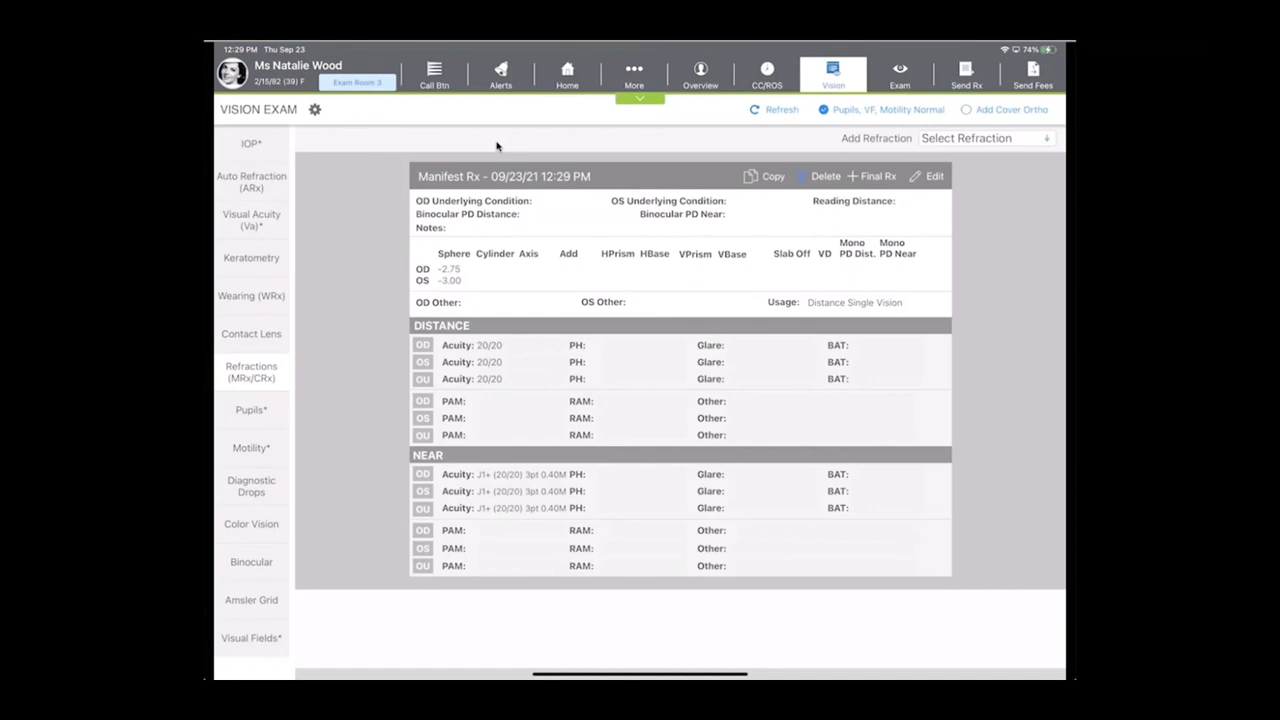 12:29 PM Thu Sep 23
74%
Ms Natalie Wood
2/15/82 (39) F
Exam Room 3
Call Btn
Alerts
Home
More
Overview
CC/ROS
Vision
Exam
Send Rx
Send Fees
VISION EXAM
Refresh
Pupils, VF, Motility Normal
Add Cover Ortho
Add Refraction
Select Refraction
IOP*
Auto Refraction
(ARx)
Visual Acuity
(Va)*
Keratometry
Wearing (WRx)
Contact Lens
Refractions
(MRx/CRx)
Pupils*
Motility*
Diagnostic
Drops
Color Vision
Binocular
Amsler Grid
Visual Fields*
Manifest Rx - 09/23/21 12:29 PM
Copy
Delete
Final Rx
Edit
OD Underlying Condition: OS Underlying Condition: Reading Distance:
Binocular PD Distance: Binocular PD Near:
Notes:
Sphere Cylinder Axis Add HPrism HBase VPrism VBase Slab Off VD Mono PD Dist. Mono PD Near
OD -2.75
OS -3.00
OD Other: OS Other: Usage: Distance Single Vision
DISTANCE
OD Acuity: 20/20 PH: Glare: BAT:
OS Acuity: 20/20 PH: Glare: BAT:
OU Acuity: 20/20 PH: Glare: BAT:
OD PAM: RAM: Other:
OS PAM: RAM: Other:
OU PAM: RAM: Other:
NEAR
OD Acuity: J1+ (20/20) 3pt 0.40M PH: Glare: BAT:
OS Acuity: J1+ (20/20) 3pt 0.40M PH: Glare: BAT:
OU Acuity: J1+ (20/20) 3pt 0.40M PH: Glare: BAT:
OD PAM: RAM: Other:
OS PAM: RAM: Other:
OU PAM: RAM: Other: